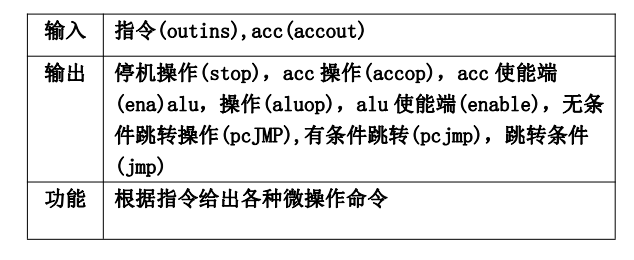 输入 指令(outins),acc(accout)
输出 停机操作(stop), acc 操作(accop), acc 使能端
(ena)alu, 操作(aluop), alu 使能端(enable), 无条
件跳转操作(pcJMP),有条件跳转(pcjmp), 跳转条件
(jmp)
功能 根据指令给出各种微操作命令